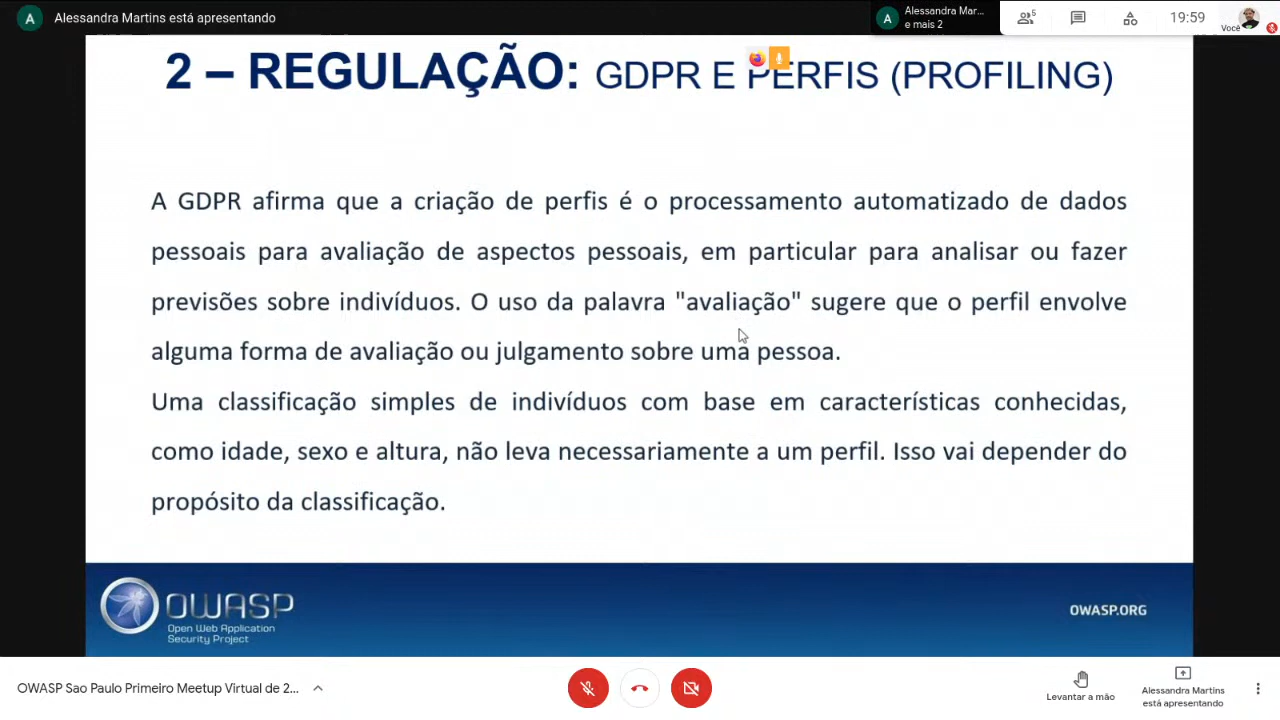 A
Alessandra Martins está apresentando
A
Alessandra Mar...
e mais 2
5
19:59
Você
2 – REGULAÇÃO: GDPR E PERFIS (PROFILING)
A GDPR afirma que a criação de perfis é o processamento automatizado de dados
pessoais para avaliação de aspectos pessoais, em particular para analisar ou fazer
previsões sobre indivíduos. O uso da palavra "avaliação" sugere que o perfil envolve
alguma forma de avaliação ou julgamento sobre uma pessoa.
Uma classificação simples de indivíduos com base em características conhecidas,
como idade, sexo e altura, não leva necessariamente a um perfil. Isso vai depender do
propósito da classificação.
OWASP
Open Web Application
Security Project
OWASP.ORG
OWASP Sao Paulo Primeiro Meetup Virtual de 2...
Levantar a mão
Alessandra Martins
está apresentando